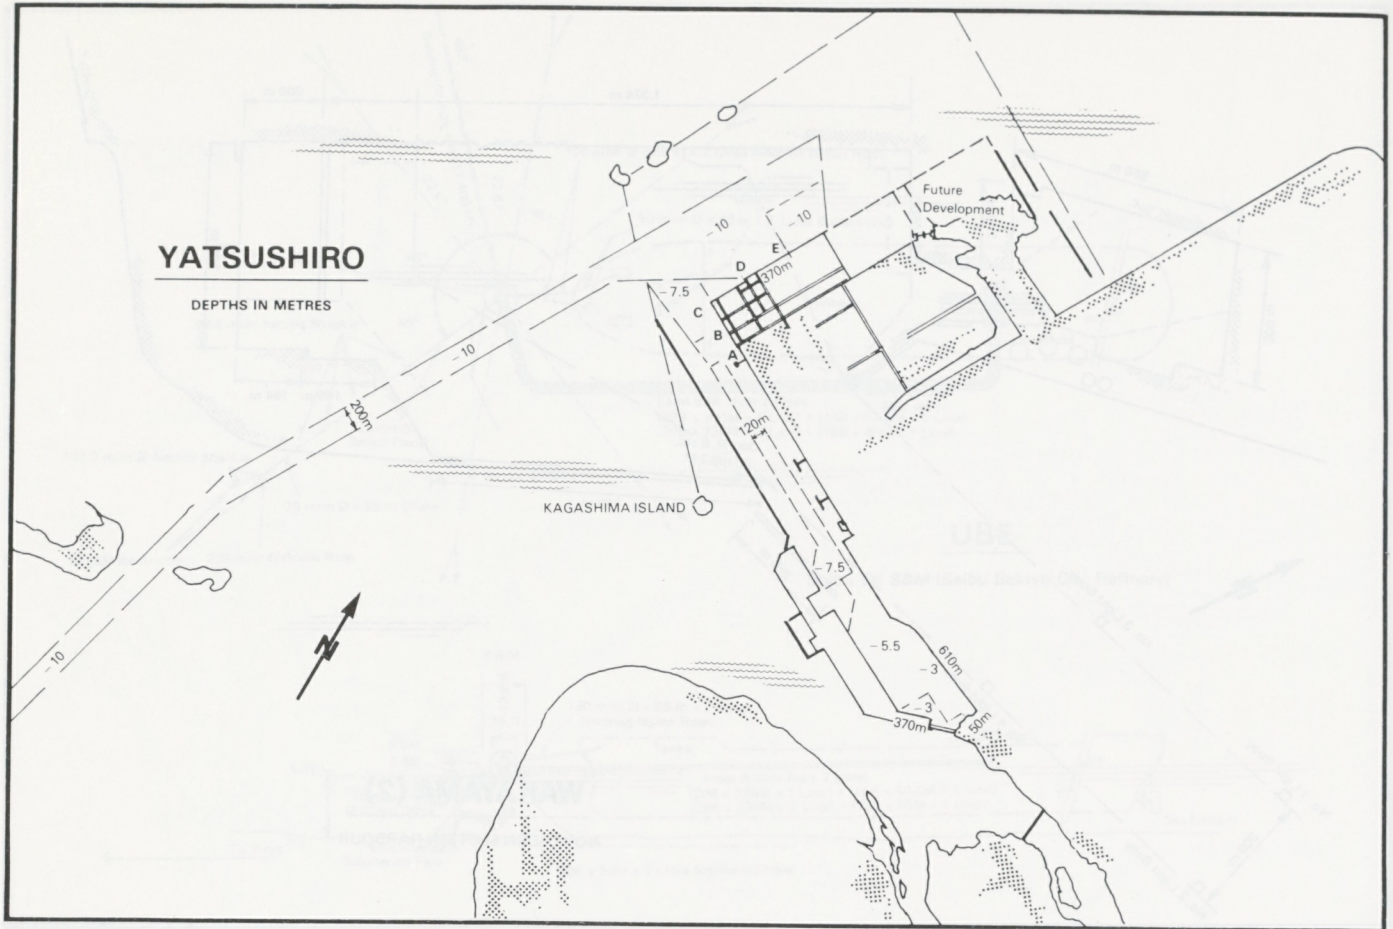 YATSUSHIRO
DEPTHS IN METRES
Future
Development
-10
-10
E
D
370m
-7.5
C
B
A
-10
200m
120m
KAGASHIMA ISLAND
-7.5
-10
N
-5.5
610m
-3
-3
370m
50m